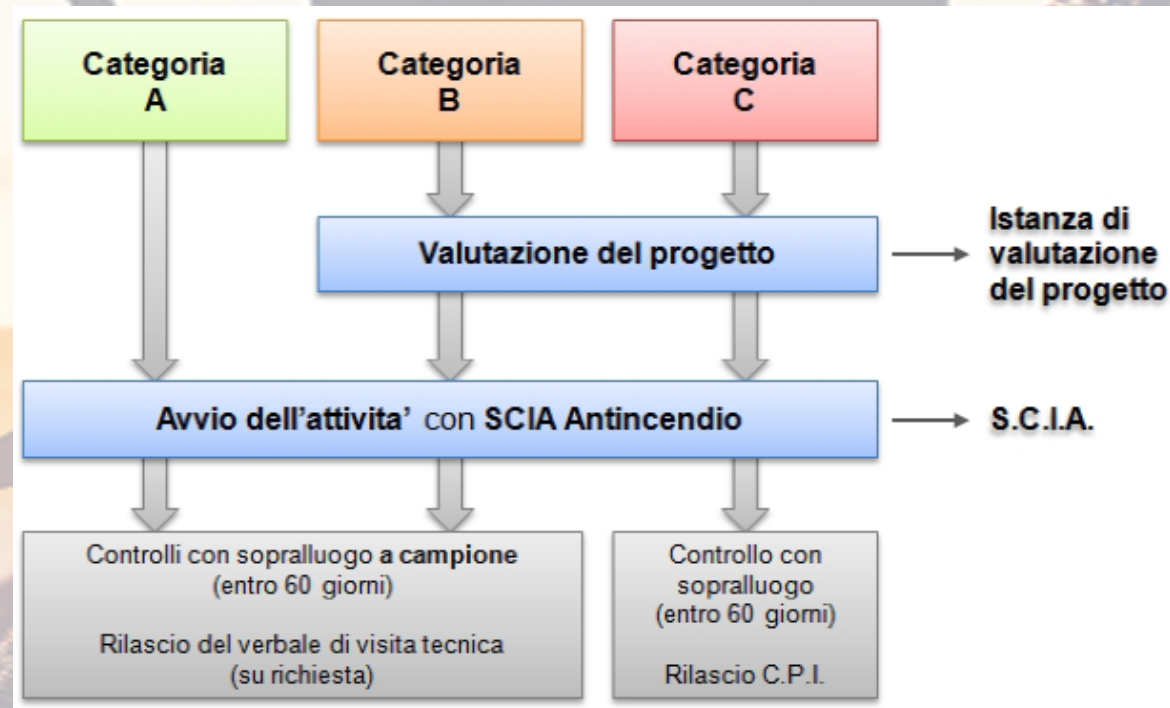 Categoria
A
Categoria
B
Categoria
C
Valutazione del progetto
Istanza di
valutazione
del progetto
Avvio dell'attivita' con SCIA Antincendio
S.C.I.A.
Controlli con sopralluogo a campione
(entro 60 giorni)
Rilascio del verbale di visita tecnica
(su richiesta)
Controllo con
sopralluogo
(entro 60 giorni)
Rilascio C.P.I.